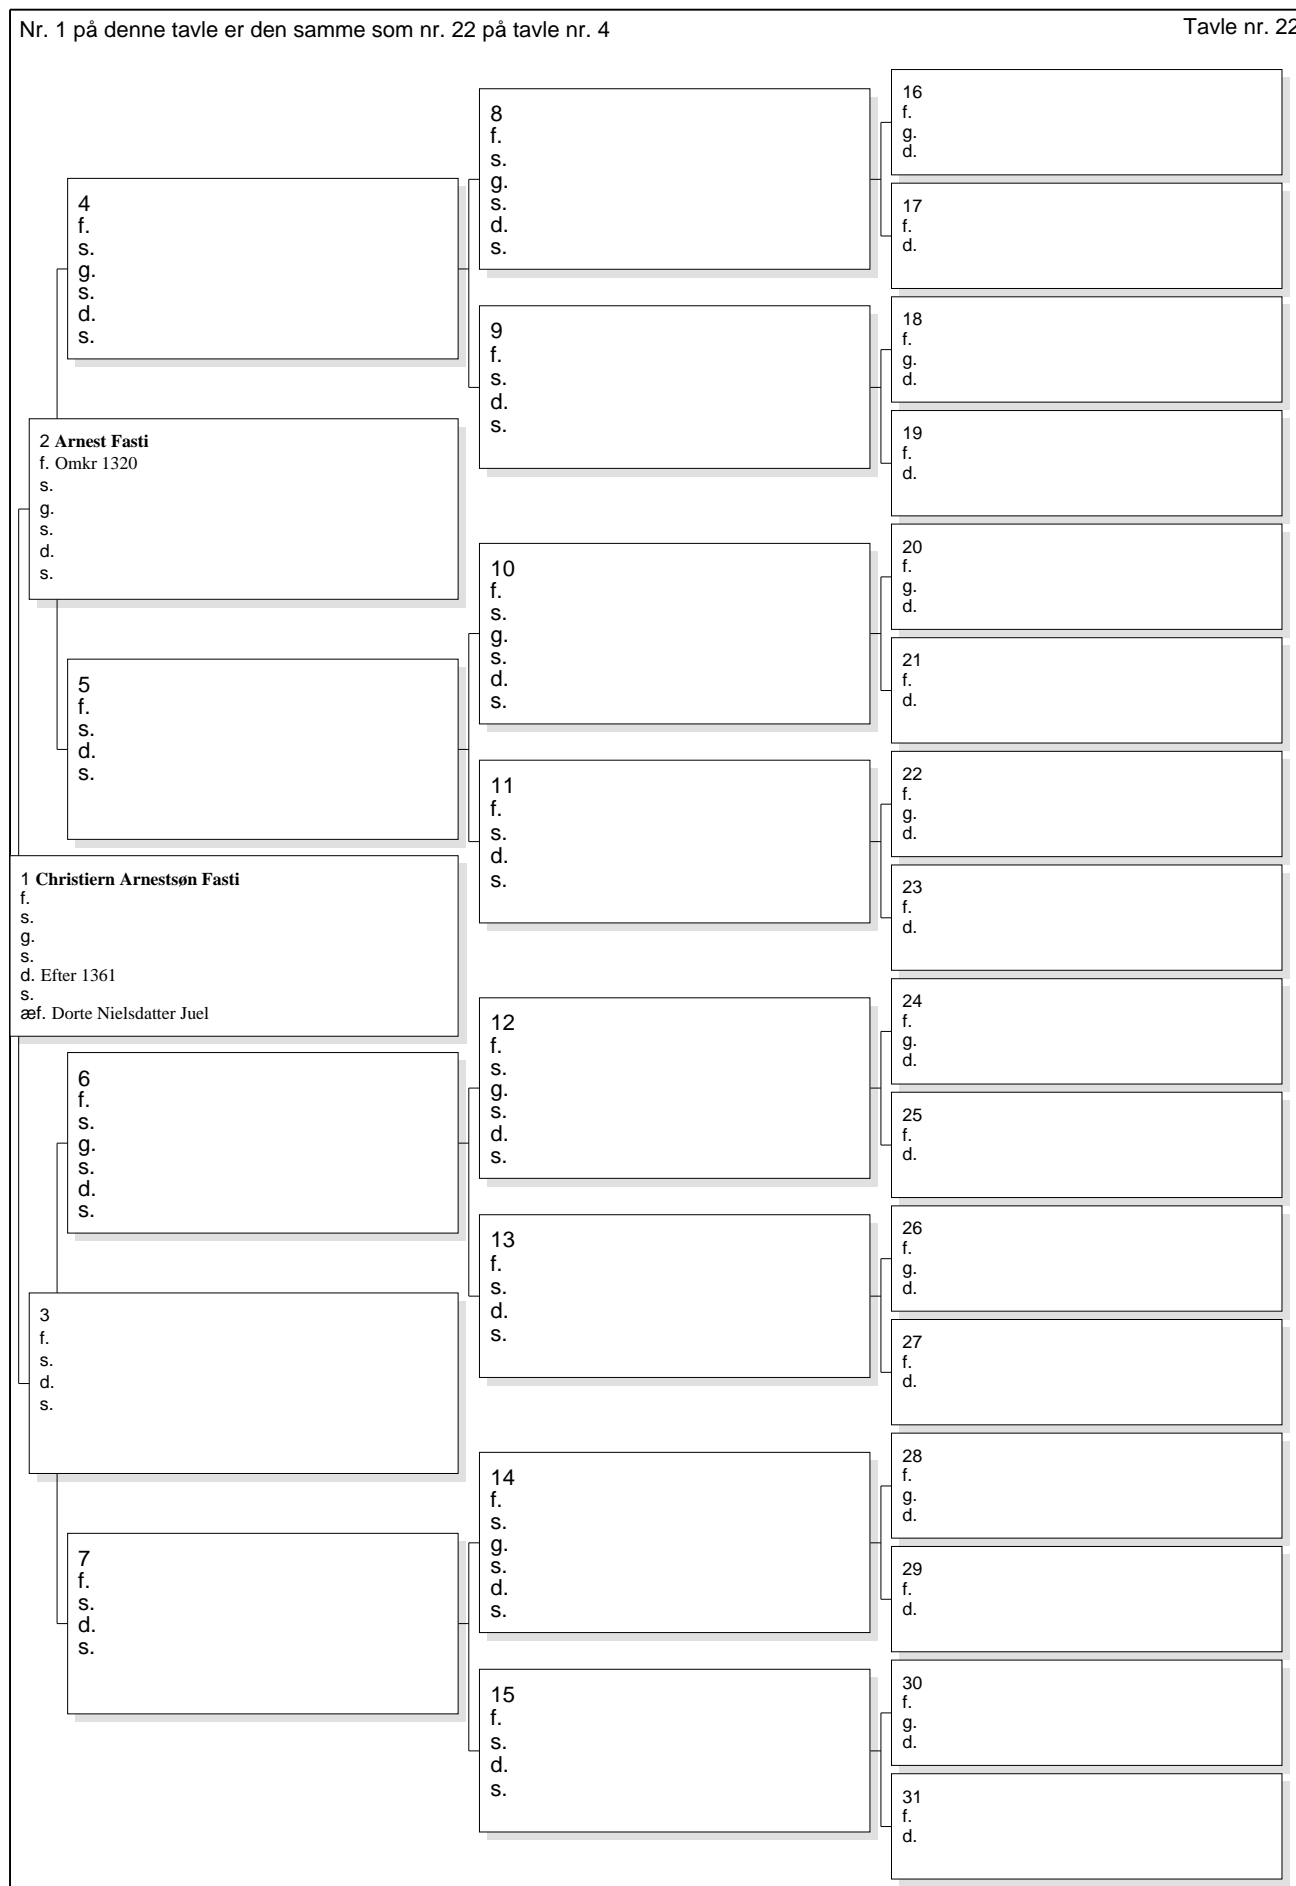 Nr. 1 på denne tavle er den samme som nr. 22 på tavle nr. 4
Tavle nr. 22
4
f.
s.
g.
s.
d.
s.
2 Arnest Fasti
f. Omkr 1320
s.
g.
s.
d.
s.
5
f.
s.
d.
s.
1 Christiern Arnestsøn Fasti
f.
s.
g.
s.
d. Efter 1361
s.
æf. Dorte Nielsdatter Juel
6
f.
s.
g.
s.
d.
s.
3
f.
s.
d.
s.
7
f.
s.
d.
s.
8
f.
s.
g.
s.
d.
s.
9
f.
s.
d.
s.
10
f.
s.
g.
s.
d.
s.
11
f.
s.
d.
s.
12
f.
s.
g.
s.
d.
s.
13
f.
s.
d.
s.
14
f.
s.
g.
s.
d.
s.
15
f.
s.
d.
s.
16
f.
g.
d.
17
f.
d.
18
f.
g.
d.
19
f.
d.
20
f.
g.
d.
21
f.
d.
22
f.
g.
d.
23
f.
d.
24
f.
g.
d.
25
f.
d.
26
f.
g.
d.
27
f.
d.
28
f.
g.
d.
29
f.
d.
30
f.
g.
d.
31
f.
d.